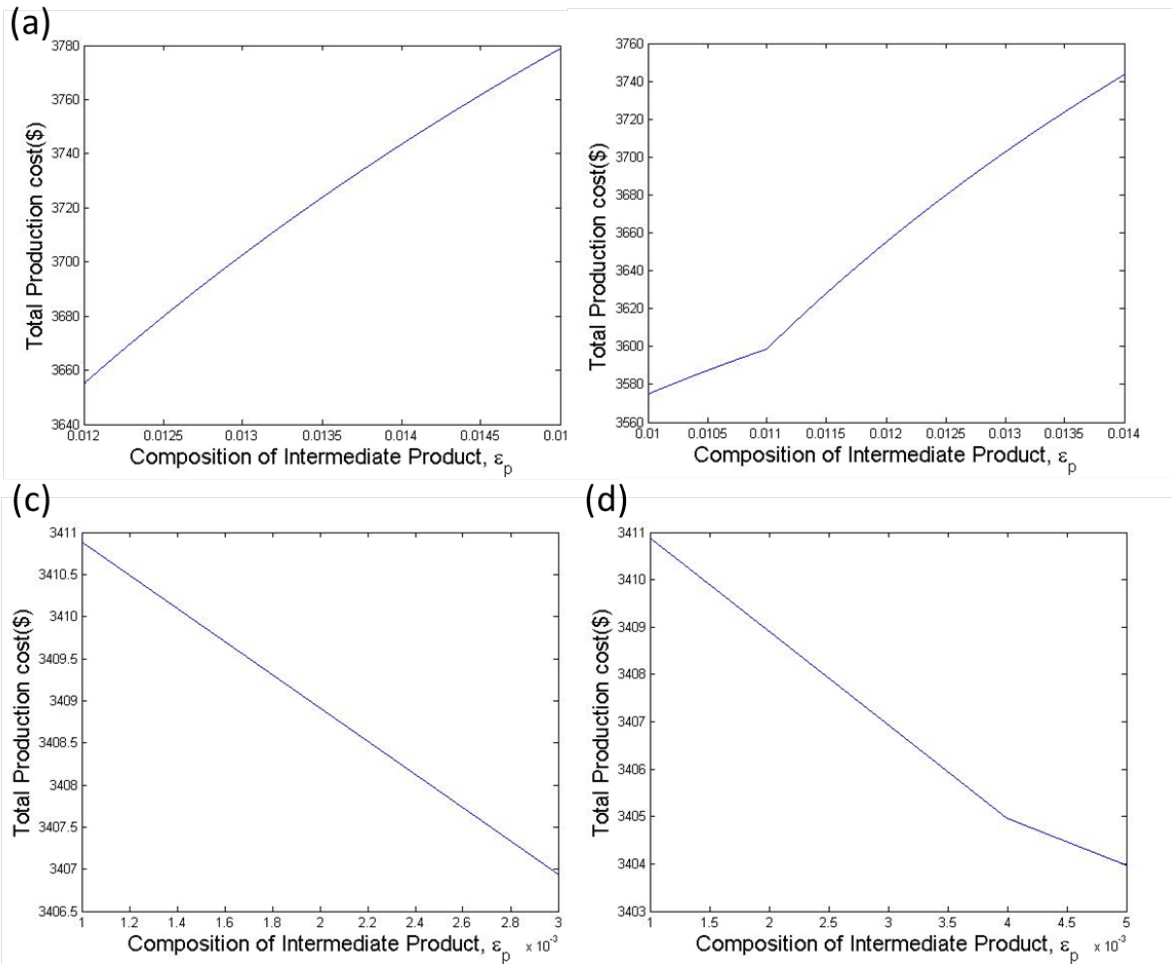 (a)
3780
3760
3740
3720
3700
3680
3660
3640
Total Production cost($)
0.012 0.0125 0.013 0.0135 0.014 0.0145 0.01
Composition of Intermediate Product, εp
3760
3740
3720
3700
3680
3660
3640
3620
3600
3580
3560
Total Production cost($)
0.01 0.0105 0.011 0.0115 0.012 0.0125 0.013 0.0135 0.014
Composition of Intermediate Product, εp
(c)
3411
3410.5
3410
3409.5
3409
3408.5
3408
3407.5
3407
3406.5
Total Production cost($)
1 1.2 1.4 1.6 1.8 2 2.2 2.4 2.6 2.8 3
Composition of Intermediate Product, εp x 10-3
(d)
3411
3410
3409
3408
3407
3406
3405
3404
3403
Total Production cost($)
1 1.5 2 2.5 3 3.5 4 4.5 5
Composition of Intermediate Product, εp x 10-3